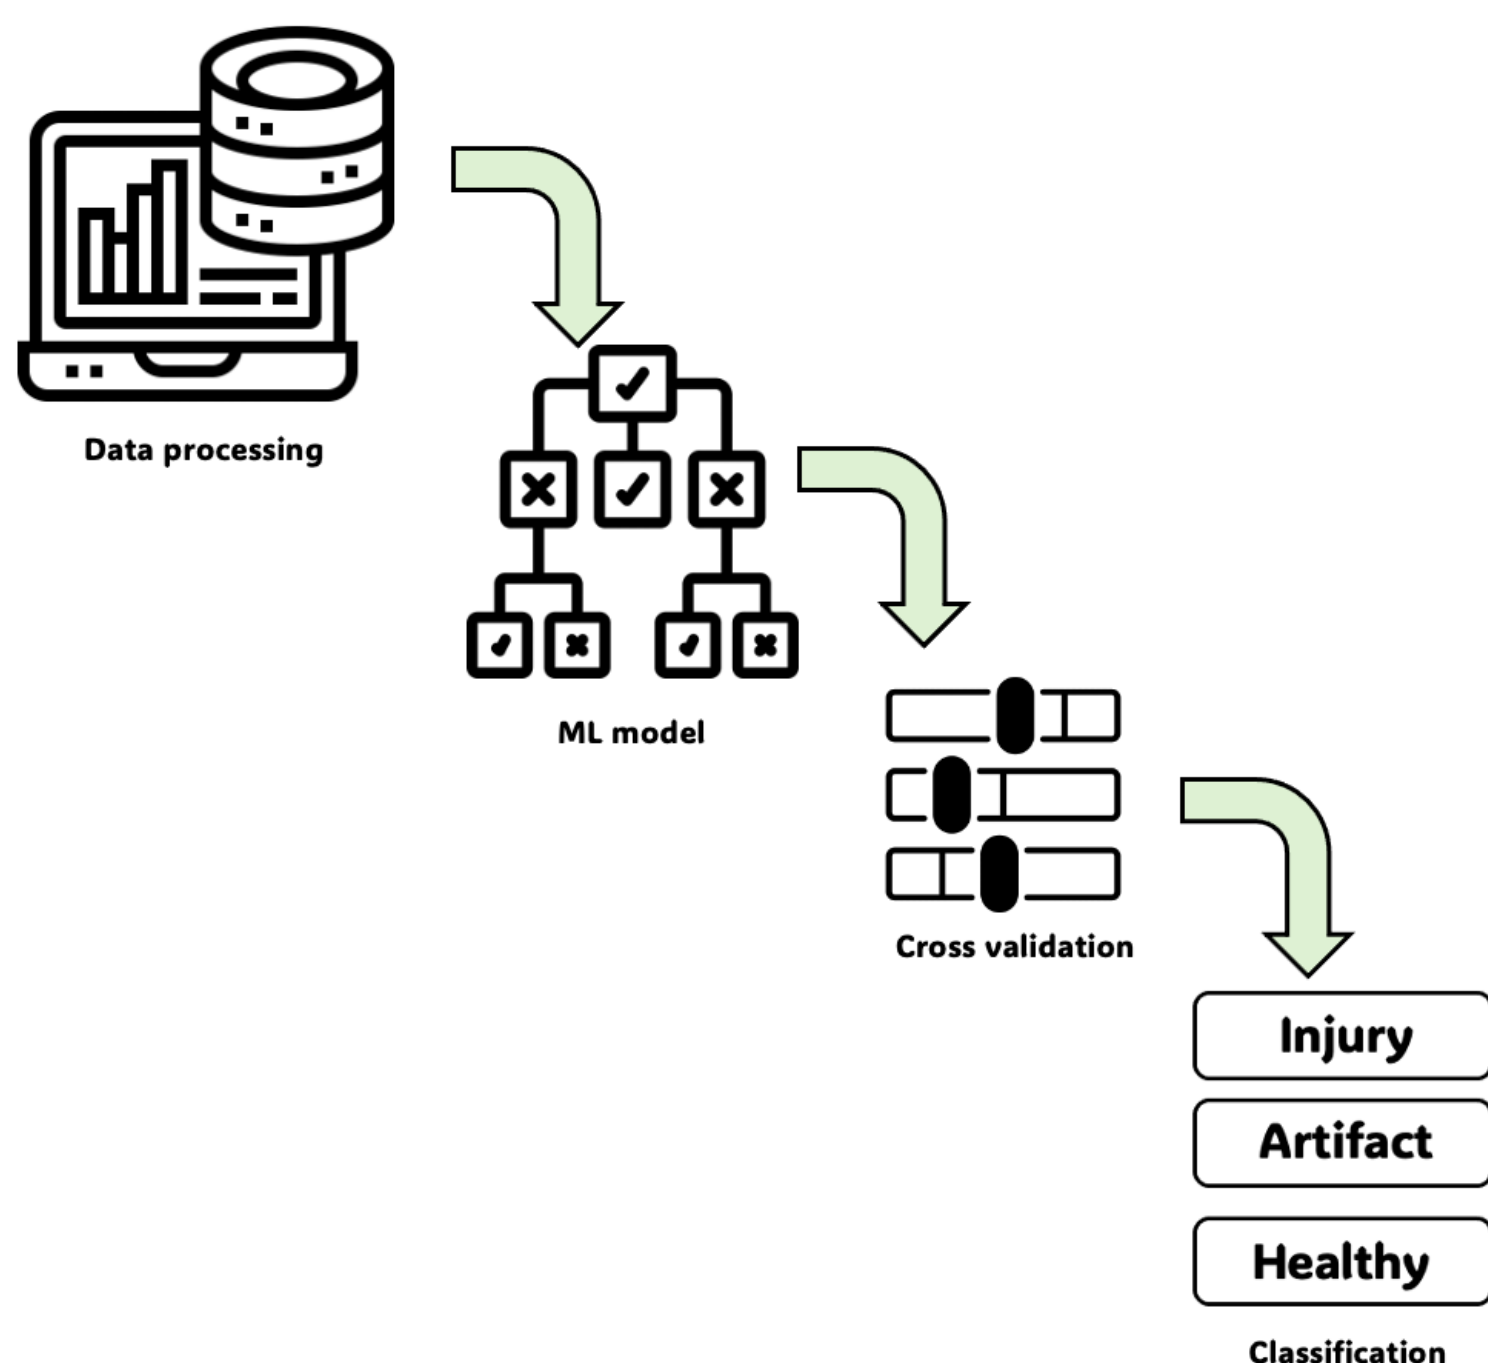 Data processing
ML model
Cross validation
Injury
Artifact
Healthy
Classification